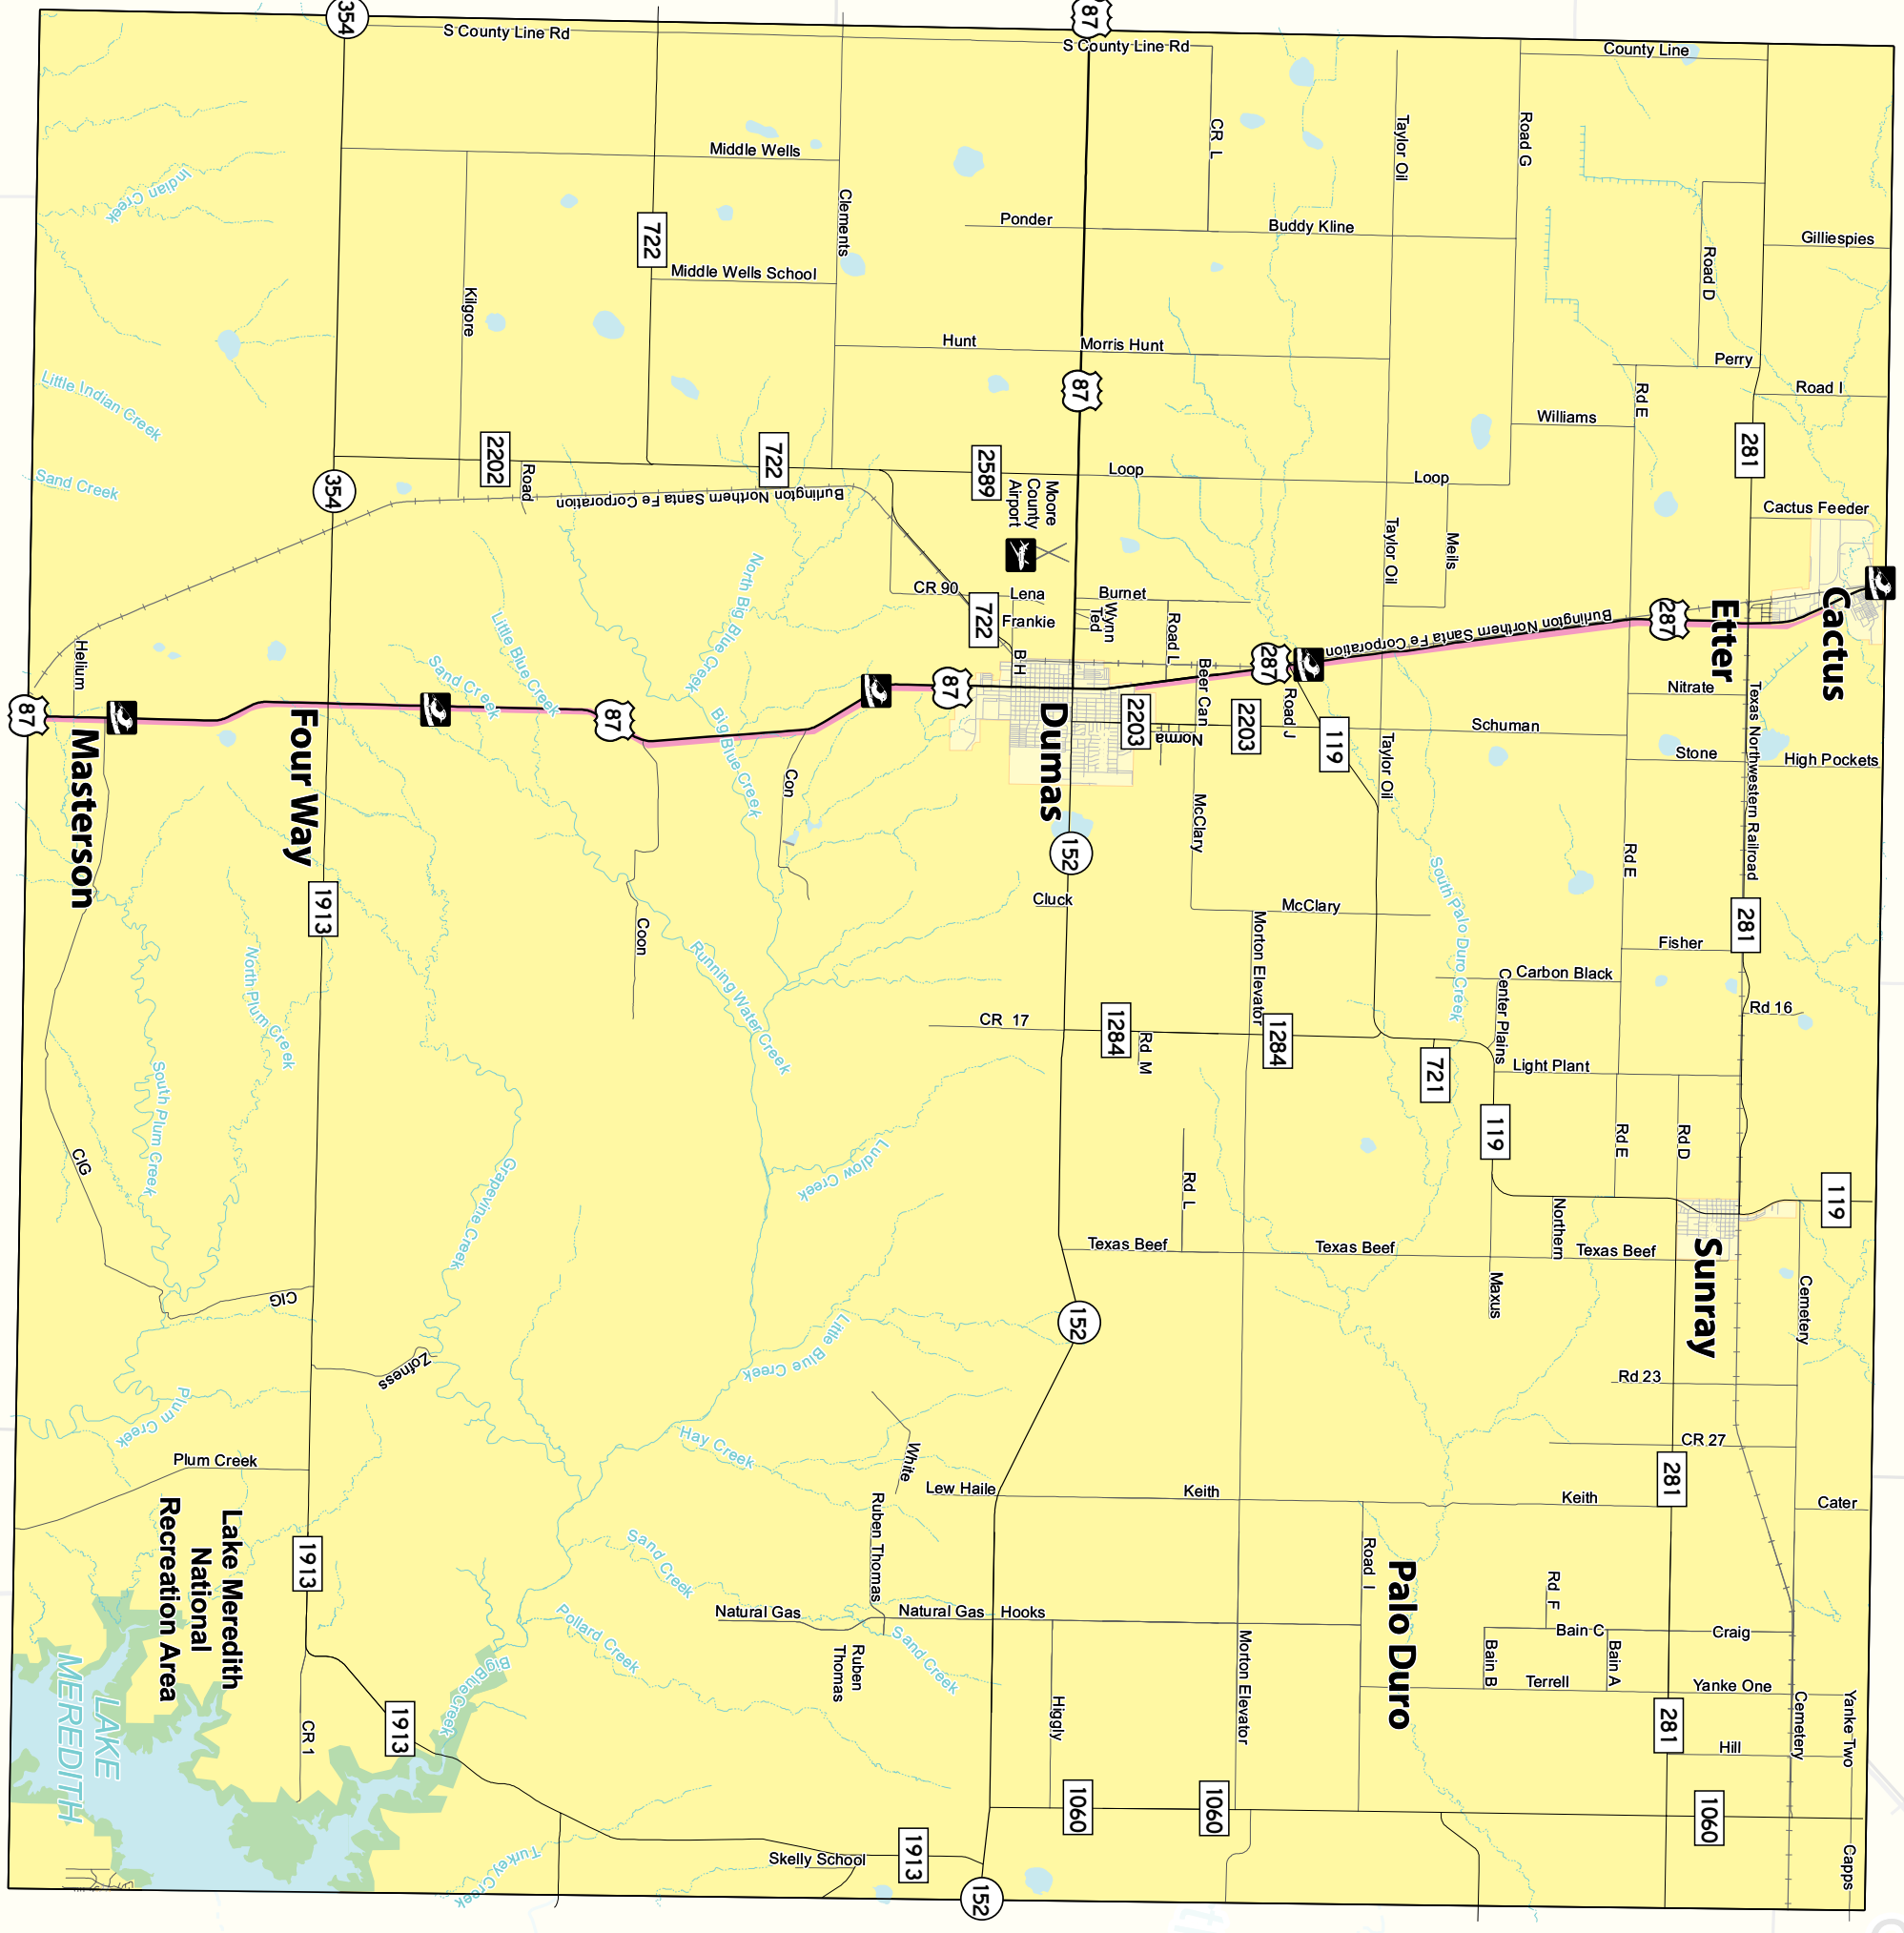 354
87
S County Line Rd
S County Line Rd
County Line
CR L
Taylor Oil
Road G
Middle Wells
Indian Creek
Clements
722
Ponder
Buddy Kline
Gilliespies
Road D
Middle Wells School
Kilgore
Hunt
Morris Hunt
Perry
Road I
Rd E
Little Indian Creek
87
Williams
281
2202
722
2589
Loop
Loop
Road
Sand Creek
354
Burlington Northern Santa Fe Corporation
Moore
County
Airport
Cactus Feeder
Taylor Oil
Meils
North Big Blue Creek
CR 90
Lena
Burnet
Wynn
Ted
Frankie
722
Road L
B H
Little Blue Creek
Sand Creek
Helium
Burlington Northern Santa Fe Corporation
287
287
Etter
Cactus
Beer Can
87
87
87
Road J
Nitrate
Texas Northwestern Railroad
Masterson
Four Way
Big Blue Creek
Dumas
2203
Norma
2203
119
Schuman
Taylor Oil
Stone
High Pockets
Con
McClary
152
Rd E
South Palo Duro Creek
Cluck
McClary
1913
Coon
Morton Elevator
281
Fisher
North Plum Creek
Running Water Creek
Carbon Black
Center Plains
Rd 16
CR 17
1284
Rd M
1284
721
Light Plant
South Plum Creek
119
Rd E
Rd D
CIG
Ludlow Creek
Grapevine Creek
Rd L
119
Northern
Sunray
Texas Beef
Texas Beef
Texas Beef
Maxus
Cemetery
CIG
152
Little Blue Creek
Zofness
Rd 23
Plum Creek
Hay Creek
White
CR 27
Plum Creek
281
Lew Haile
Keith
Keith
Cater
Lake Meredith
National
Recreation Area
1913
Ruben Thomas
Sand Creek
Road I
Palo Duro
Rd F
Natural Gas
Natural Gas
Hooks
Pollard Creek
Sand Creek
Bain C
Craig
Ruben
Thomas
Morton Elevator
Bain B
Bain A
Big Blue Creek
Terrell
Yanke One
LAKE
MEREDITH
CR 1
1913
Higgly
281
Cemetery
Yanke Two
Hill
1060
1060
1060
1913
Skelly School
Turkey Creek
Capps
152